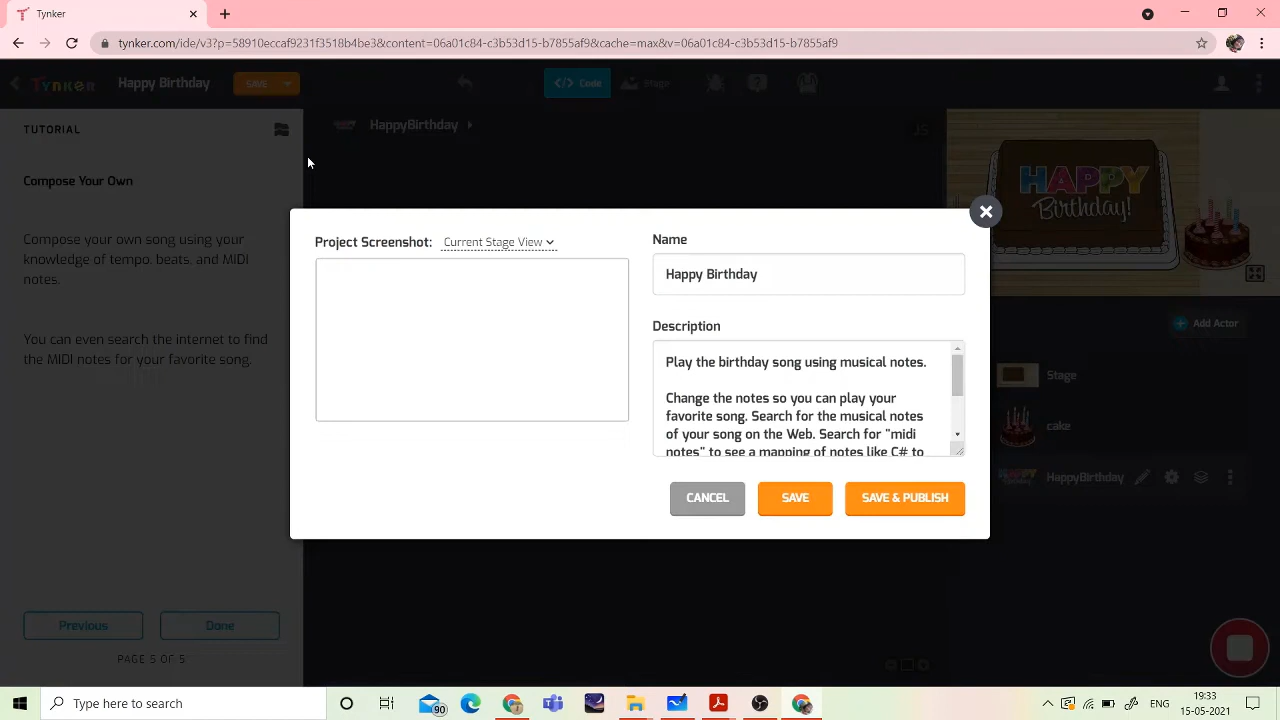 Tynker
tynker.com/ide/v3?p=58910eccaf9231f3518b4b38&content=06a01c84-c3b53d15-b7855af9&cache=max&v=06a01c84-c3b53d15-b7855af9
Tynker
Happy Birthday
SAVE
Code
Stage
TUTORIAL
HappyBirthday
JS
Compose Your Own
Compose your own song using your
knowledge of tempo, beats, and MIDI
notes.
You can even search the internet to find
the MIDI notes for your favorite song.
Previous
Done
PAGE 5 OF 5
HAPPY
Birthday!
Add Actor
Stage
cake
HappyBirthday
Project Screenshot:
Current Stage View
Name
Happy Birthday
Description
Play the birthday song using musical notes.
Change the notes so you can play your
favorite song. Search for the musical notes
of your song on the Web. Search for "midi
notes" to see a mapping of notes like C# to
CANCEL
SAVE
SAVE & PUBLISH
Type here to search
90
ENG
19:33
15-05-2021